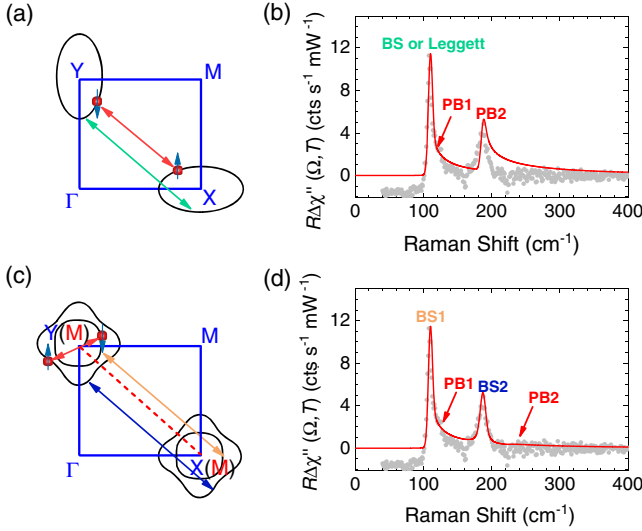 (a)
Y
M
Γ
X
(b)
12
8
4
0
BS or Leggett
PB1
PB2
RΔχ'' (Ω,T) (cts s⁻¹ mW⁻¹)
0 100 200 300 400
Raman Shift (cm⁻¹)
(c)
Y(M)
M
Γ
X(M)
(d)
12
8
4
0
BS1
PB1
BS2
PB2
RΔχ'' (Ω,T) (cts s⁻¹ mW⁻¹)
0 100 200 300 400
Raman Shift (cm⁻¹)